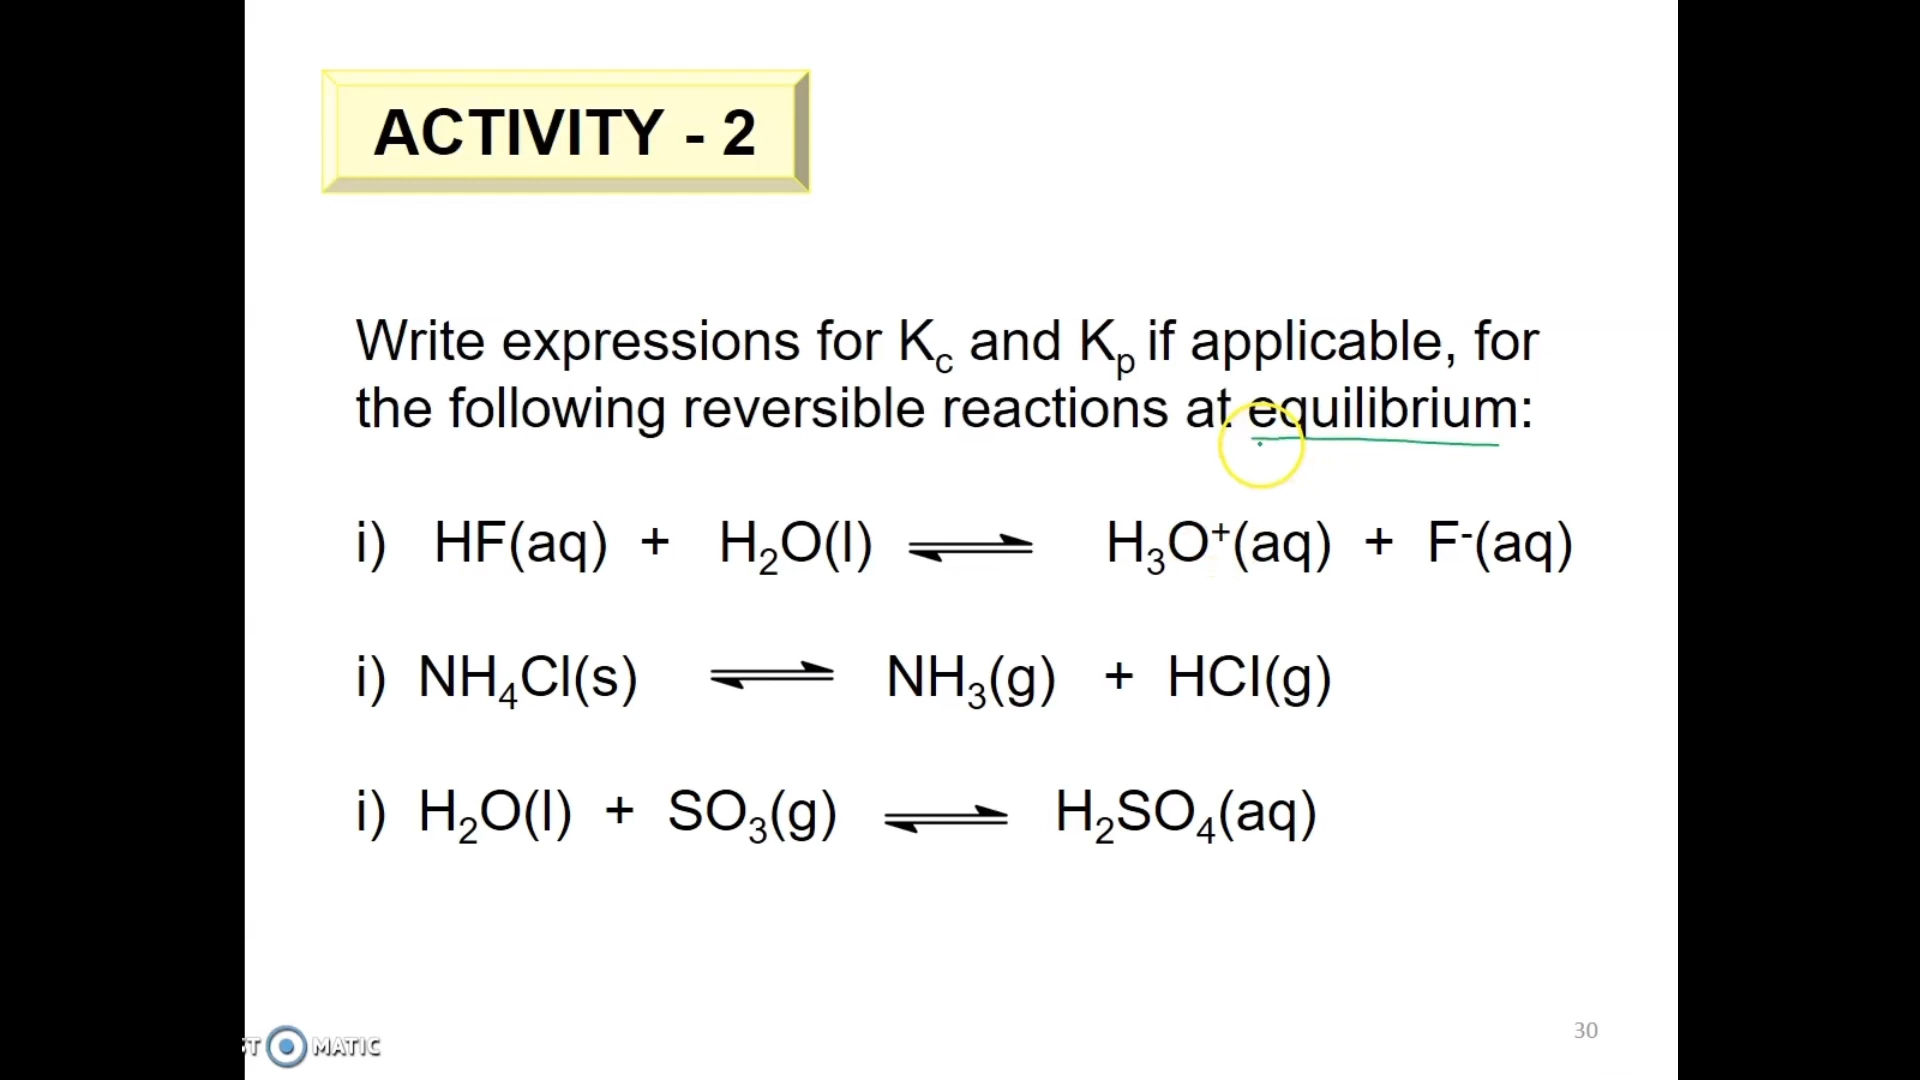 ACTIVITY - 2
Write expressions for Kc and Kp if applicable, for
the following reversible reactions at equilibrium:
i) HF(aq) + H₂O(l) ⇌ H₃O⁺(aq) + F⁻(aq)
i) NH₄Cl(s) ⇌ NH₃(g) + HCl(g)
i) H₂O(l) + SO₃(g) ⇌ H₂SO₄(aq)
MATIC
30